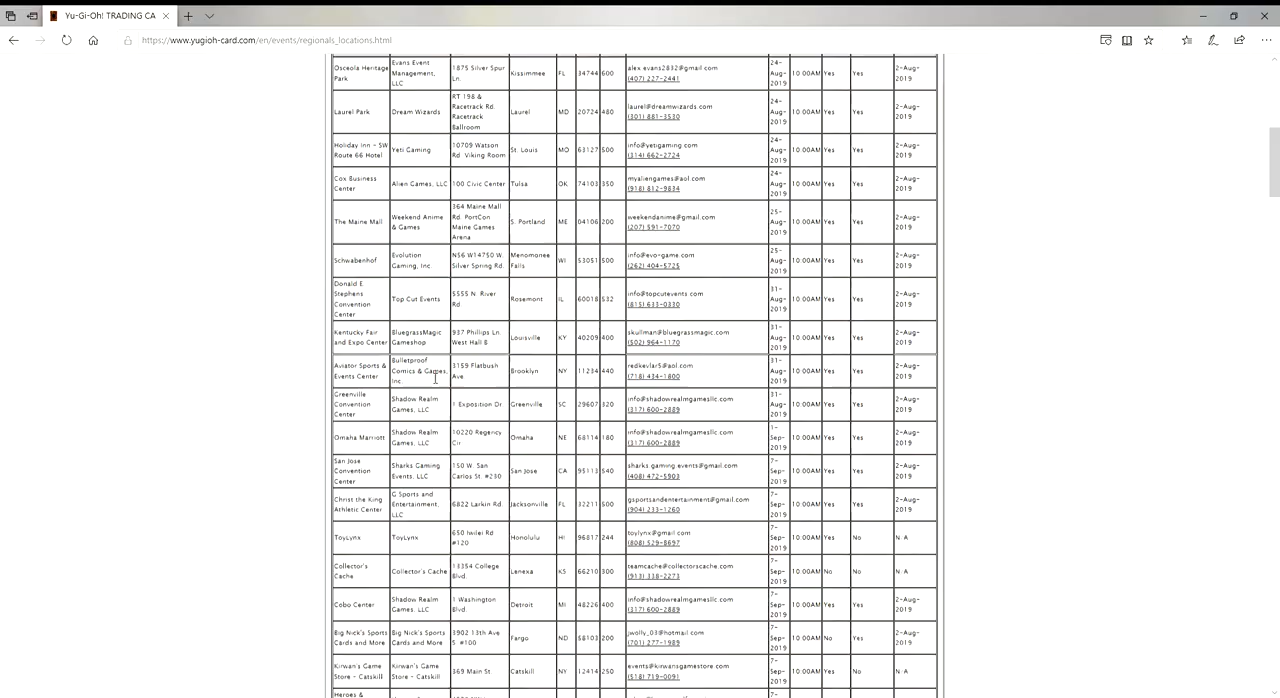 Yu-Gi-Oh! TRADING CA
https://www.yugioh-card.com/en/events/regionals_locations.html
Osceola Heritage Park Evans Event Management, LLC 1875 Silver Spur Ln. Kissimmee FL 34744 600 alex.evans2832@gmail.com (407) 227-2441 24-Aug-2019 10:00AM Yes Yes 2-Aug-2019
Laurel Park Dream Wizards RT 198 & Racetrack Rd. Racetrack Ballroom Laurel MD 20724 480 laurel@dreamwizards.com (301) 881-3530 24-Aug-2019 10:00AM Yes Yes 2-Aug-2019
Holiday Inn - SW Route 66 Hotel Yeti Gaming 10709 Watson Rd. Viking Room St. Louis MO 63127 500 info@yetigaming.com (314) 662-2724 24-Aug-2019 10:00AM Yes Yes 2-Aug-2019
Cox Business Center Alien Games, LLC 100 Civic Center Tulsa OK 74103 350 myaliengames@aol.com (918) 812-9834 24-Aug-2019 10:00AM Yes Yes 2-Aug-2019
The Maine Mall Weekend Anime & Games 364 Maine Mall Rd. PortCon Maine Games Arena S. Portland ME 04106 200 weekendanime@gmail.com (207) 591-7070 25-Aug-2019 10:00AM Yes Yes 2-Aug-2019
Schwabenhof Evolution Gaming, Inc. N56 W14750 W. Silver Spring Rd. Menomonee Falls WI 53051 500 info@evo-game.com (262) 404-5725 25-Aug-2019 10:00AM Yes Yes 2-Aug-2019
Donald E. Stephens Convention Center Top Cut Events 5555 N. River Rd. Rosemont IL 60018 532 info@topcutevents.com (815) 633-0330 31-Aug-2019 10:00AM Yes Yes 2-Aug-2019
Kentucky Fair and Expo Center BluegrassMagic Gameshop 937 Phillips Ln. West Hall B Louisville KY 40209 400 skullman@bluegrassmagic.com (502) 964-1170 31-Aug-2019 10:00AM Yes Yes 2-Aug-2019
Aviator Sports & Events Center Bulletproof Comics & Games, Inc. 3159 Flatbush Ave Brooklyn NY 11234 440 redkevlar5@aol.com (718) 434-1800 31-Aug-2019 10:00AM Yes Yes 2-Aug-2019
Greenville Convention Center Shadow Realm Games, LLC 1 Exposition Dr Greenville SC 29607 320 info@shadowrealmgamesllc.com (317) 600-2889 31-Aug-2019 10:00AM Yes Yes 2-Aug-2019
Omaha Marriott Shadow Realm Games, LLC 10220 Regency Cir Omaha NE 68114 180 info@shadowrealmgamesllc.com (317) 600-2889 1-Sep-2019 10:00AM Yes Yes 2-Aug-2019
San Jose Convention Center Sharks Gaming Events, LLC 150 W. San Carlos St. #230 San Jose CA 95113 540 sharks.gaming.events@gmail.com (408) 472-5903 7-Sep-2019 10:00AM Yes Yes 2-Aug-2019
Christ the King Athletic Center G Sports and Entertainment, LLC 6822 Larkin Rd. Jacksonville FL 32211 500 gsportsandentertainment@gmail.com (904) 233-1260 7-Sep-2019 10:00AM Yes Yes 2-Aug-2019
ToyLynx ToyLynx 650 Iwilei Rd #120 Honolulu HI 96817 244 toylynx@gmail.com (808) 529-8697 7-Sep-2019 10:00AM Yes No N A
Collector's Cache Collector's Cache 13354 College Blvd. Lenexa KS 66210 300 teamcache@collectorscache.com (913) 338-2273 7-Sep-2019 10:00AM No No N A
Cobo Center Shadow Realm Games, LLC 1 Washington Blvd. Detroit MI 48226 400 info@shadowrealmgamesllc.com (317) 600-2889 7-Sep-2019 10:00AM Yes Yes 2-Aug-2019
Big Nick's Sports Cards and More Big Nick's Sports Cards and More 3902 13th Ave S. #100 Fargo ND 58103 200 jwolly_03@hotmail.com (701) 277-1989 7-Sep-2019 10:00AM No Yes 2-Aug-2019
Kirwan's Game Store - Catskill Kirwan's Game Store - Catskill 369 Main St Catskill NY 12414 250 events@kirwansgamestore.com (518) 719-0091 7-Sep-2019 10:00AM Yes No N A
Heroes & 7-